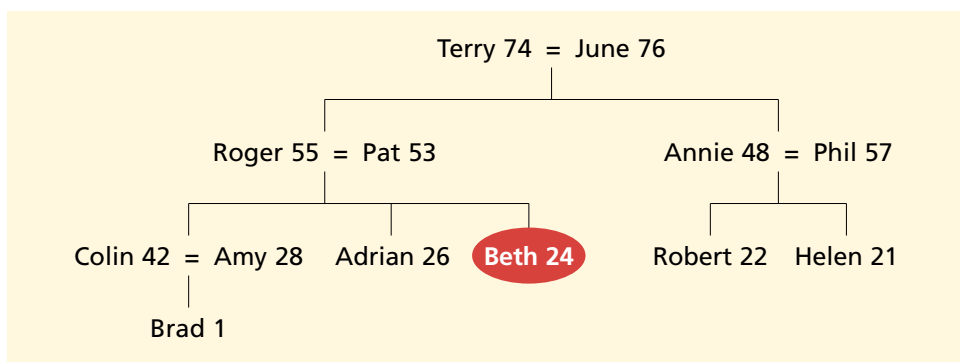 Terry 74 = June 76
Roger 55 = Pat 53 Annie 48 = Phil 57
Colin 42 = Amy 28 Adrian 26 Beth 24 Robert 22 Helen 21
Brad 1